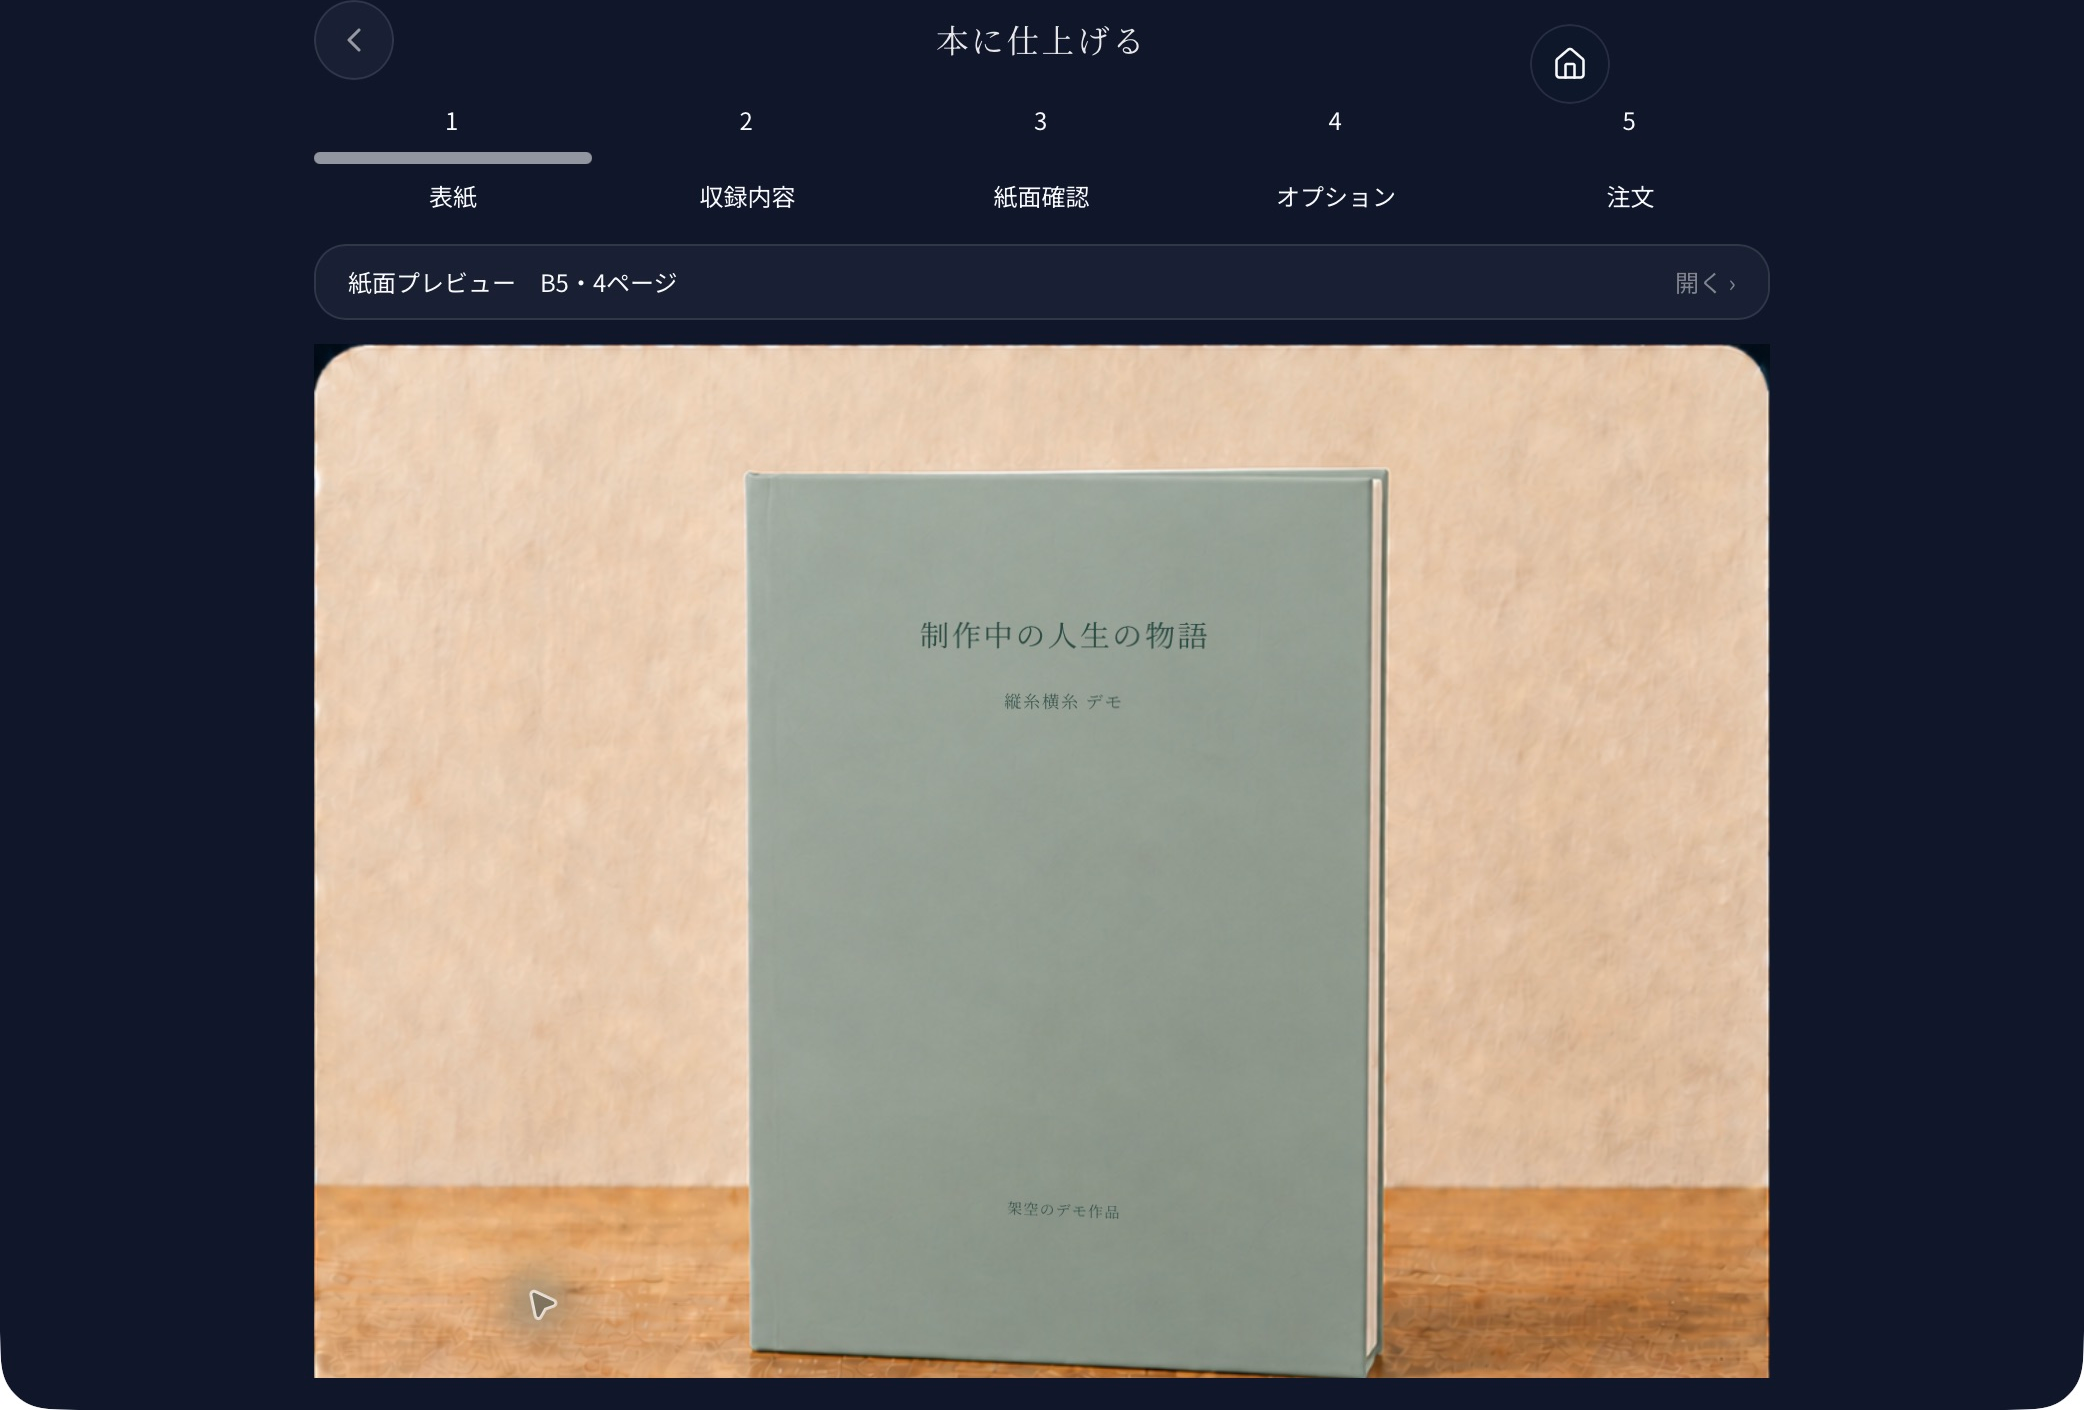 本に仕上げる
1 2 3 4 5
表紙 収録内容 紙面確認 オプション 注文
紙面プレビュー B5・4ページ 開く ›
制作中の人生の物語
縦糸横糸 デモ
架空のデモ作品